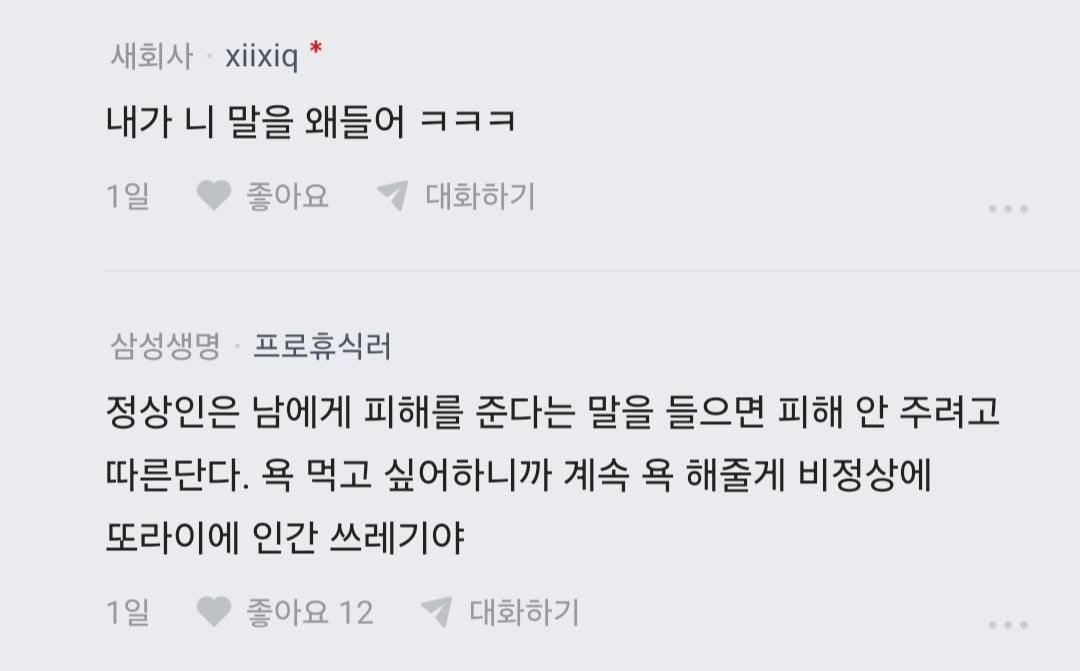 새회사 · xiixiq *
내가 니 말을 왜들어 ㅋㅋㅋ
1일 좋아요 대화하기
삼성생명 · 프로휴식러
정상인은 남에게 피해를 준다는 말을 들으면 피해 안 주려고
따른단다. 욕 먹고 싶어하니까 계속 욕 해줄게 비정상에
또라이에 인간 쓰레기야
1일 좋아요 12 대화하기